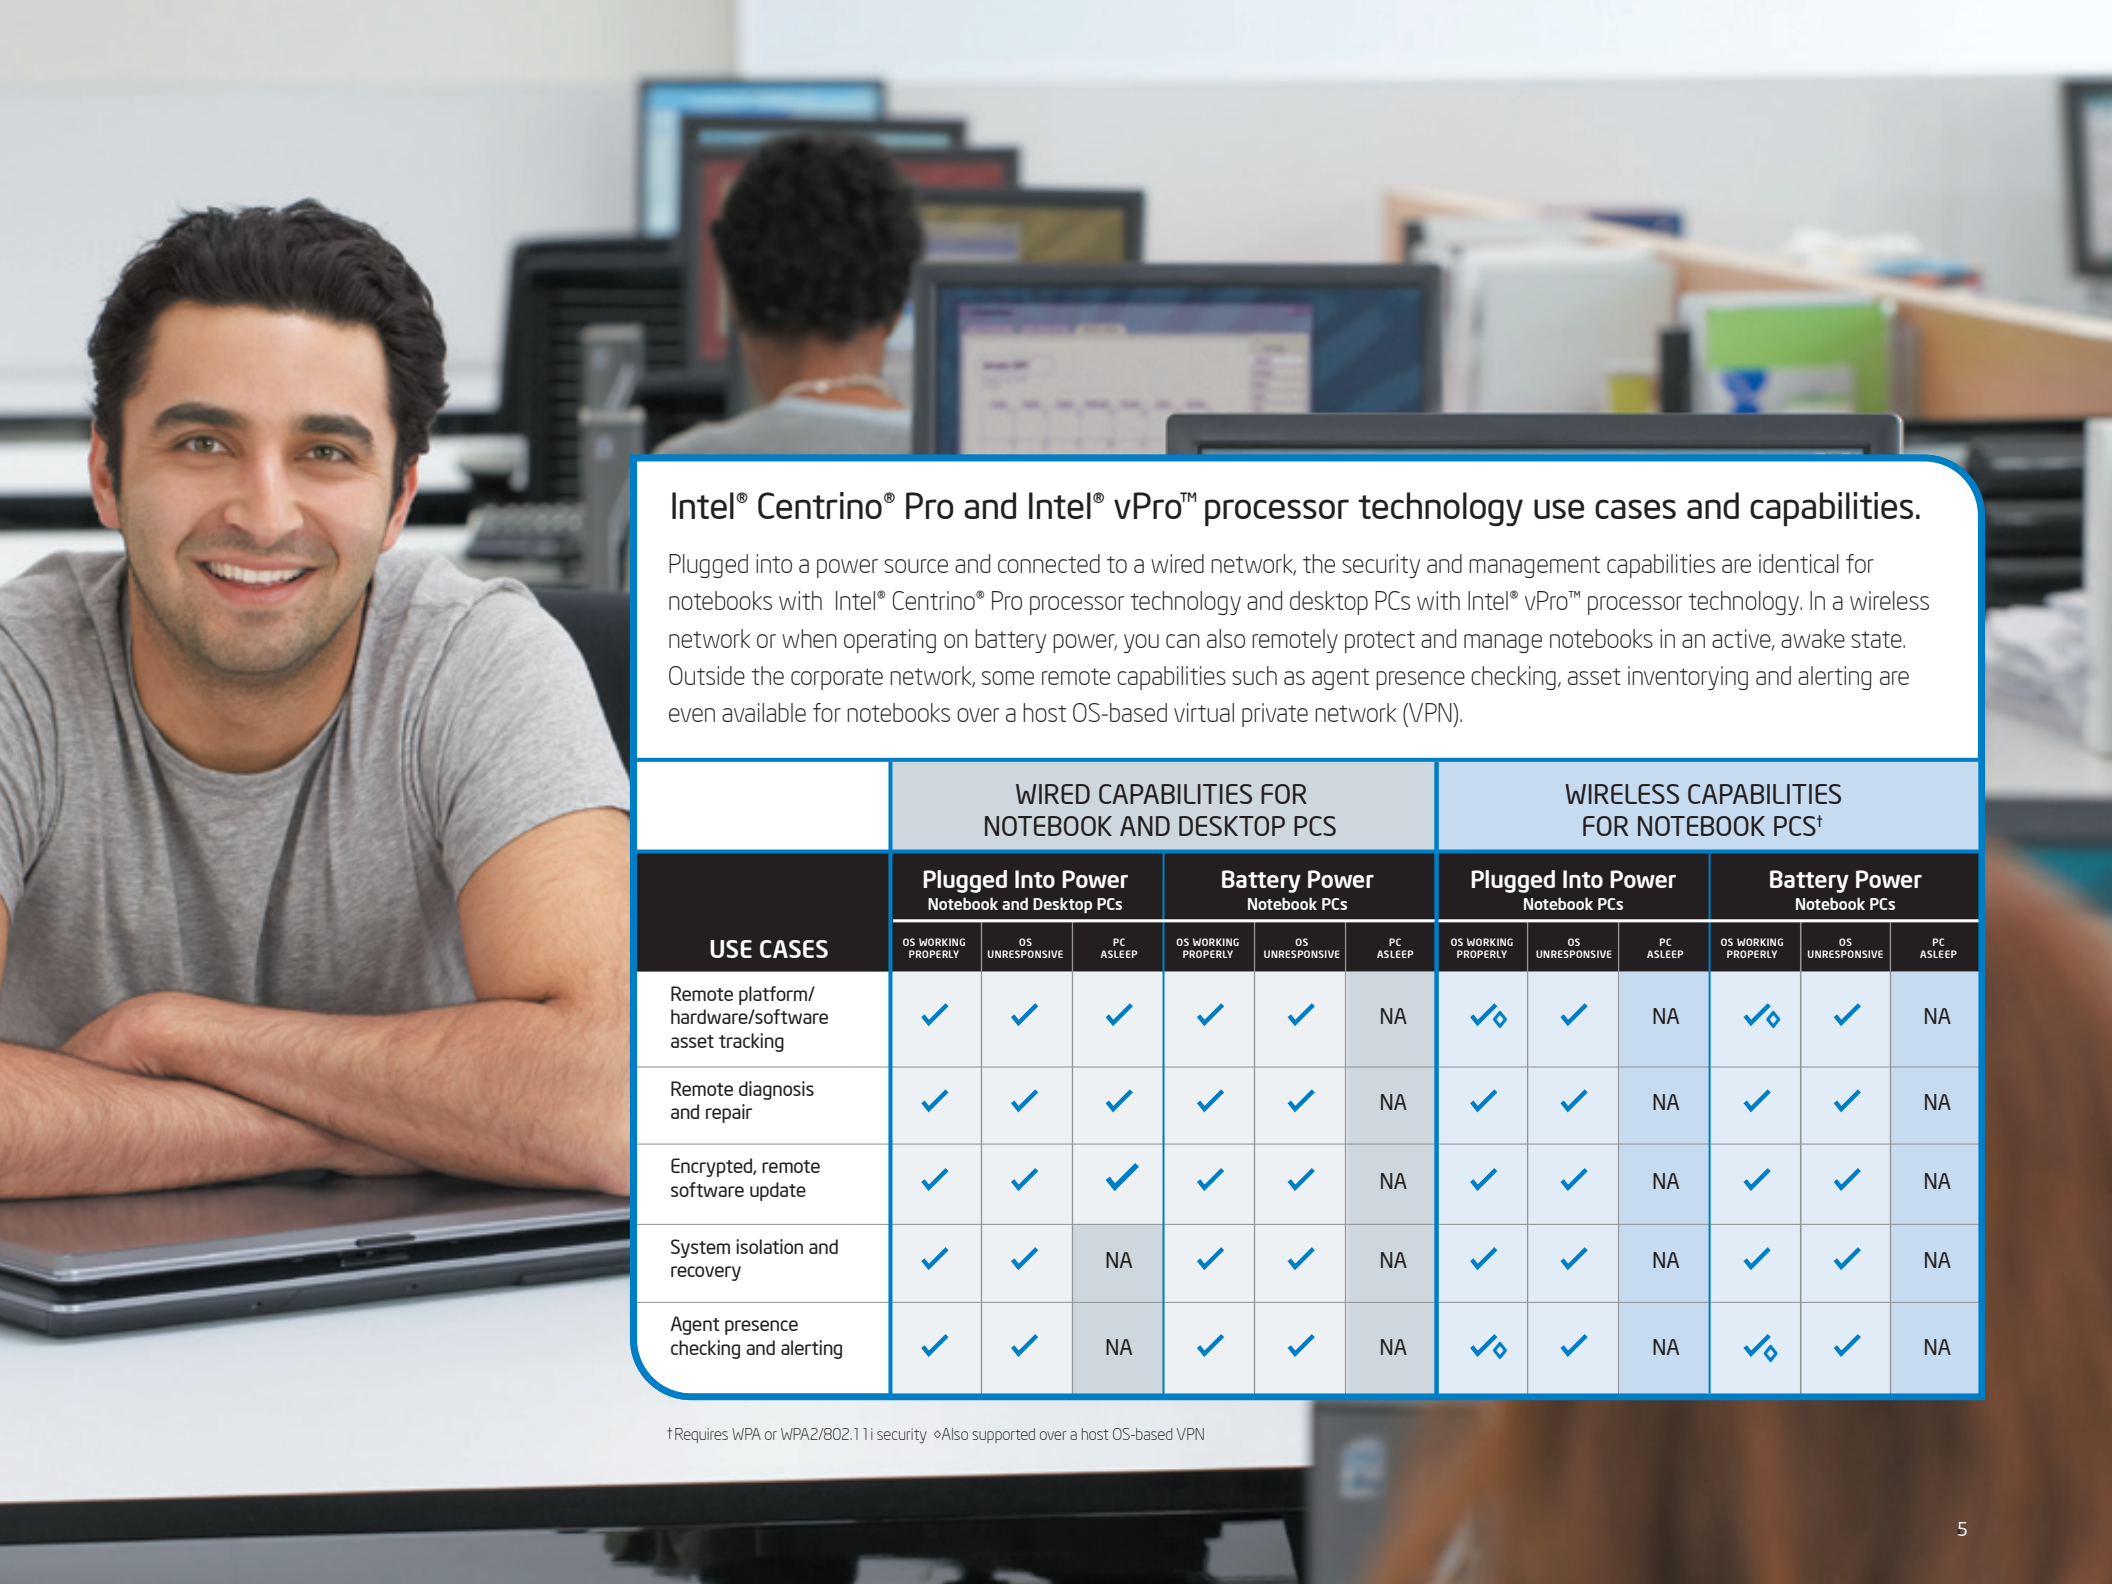 Intel® Centrino® Pro and Intel® vPro™ processor technology use cases and capabilities.
Plugged into a power source and connected to a wired network, the security and management capabilities are identical for
notebooks with Intel® Centrino® Pro processor technology and desktop PCs with Intel® vPro™ processor technology. In a wireless
network or when operating on battery power, you can also remotely protect and manage notebooks in an active, awake state.
Outside the corporate network, some remote capabilities such as agent presence checking, asset inventorying and alerting are
even available for notebooks over a host OS-based virtual private network (VPN).
WIRED CAPABILITIES FOR
NOTEBOOK AND DESKTOP PCS
WIRELESS CAPABILITIES
FOR NOTEBOOK PCS†
USE CASES
Plugged Into Power
Notebook and Desktop PCs
Battery Power
Notebook PCs
Plugged Into Power
Notebook PCs
Battery Power
Notebook PCs
OS WORKING PROPERLY
OS UNRESPONSIVE
PC ASLEEP
OS WORKING PROPERLY
OS UNRESPONSIVE
PC ASLEEP
OS WORKING PROPERLY
OS UNRESPONSIVE
PC ASLEEP
OS WORKING PROPERLY
OS UNRESPONSIVE
PC ASLEEP
Remote platform/
hardware/software
asset tracking
✓ ✓ ✓ ✓ ✓ NA ✓◊ ✓ NA ✓◊ ✓ NA
Remote diagnosis
and repair
✓ ✓ ✓ ✓ ✓ NA ✓ ✓ NA ✓ ✓ NA
Encrypted, remote
software update
✓ ✓ ✓ ✓ ✓ NA ✓ ✓ NA ✓ ✓ NA
System isolation and
recovery
✓ ✓ NA ✓ ✓ NA ✓ ✓ NA ✓ ✓ NA
Agent presence
checking and alerting
✓ ✓ NA ✓ ✓ NA ✓◊ ✓ NA ✓◊ ✓ NA
†Requires WPA or WPA2/802.11i security ◊Also supported over a host OS-based VPN
5